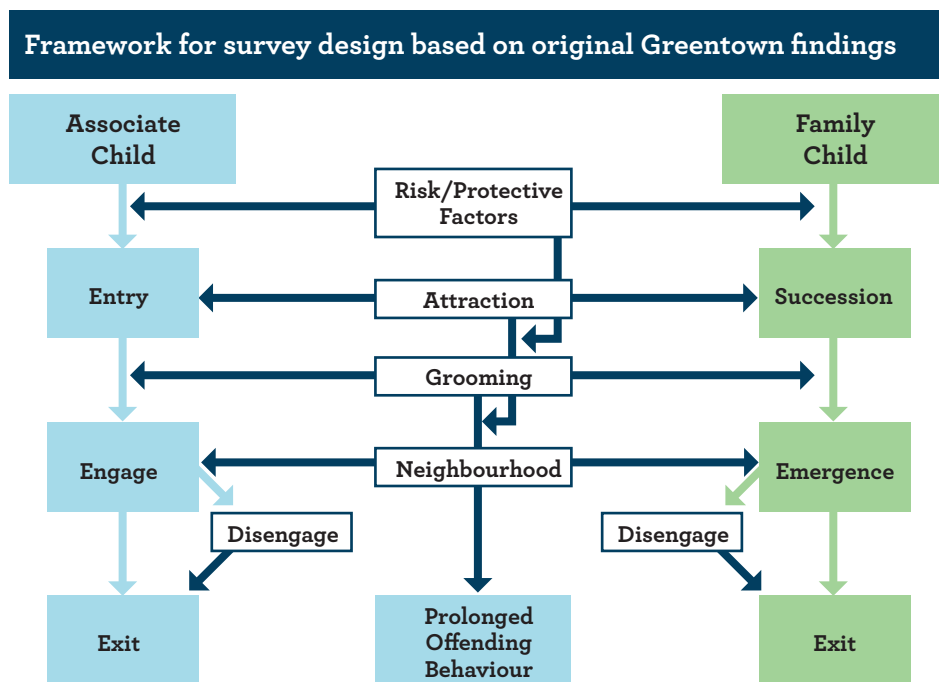 Framework for survey design based on original Greentown findings
Associate
Child
Family
Child
Risk/Protective
Factors
Entry
Attraction
Succession
Grooming
Engage
Neighbourhood
Emergence
Disengage
Disengage
Exit
Prolonged
Offending
Behaviour
Exit